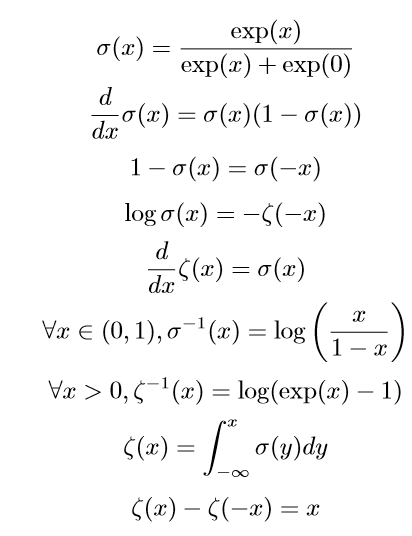 σ(x) = exp(x) / (exp(x) + exp(0))
d/dx σ(x) = σ(x)(1 − σ(x))
1 − σ(x) = σ(−x)
log σ(x) = −ζ(−x)
d/dx ζ(x) = σ(x)
∀x ∈ (0, 1), σ⁻¹(x) = log (x / (1 − x))
∀x > 0, ζ⁻¹(x) = log(exp(x) − 1)
ζ(x) = ∫_{−∞}^{x} σ(y)dy
ζ(x) − ζ(−x) = x